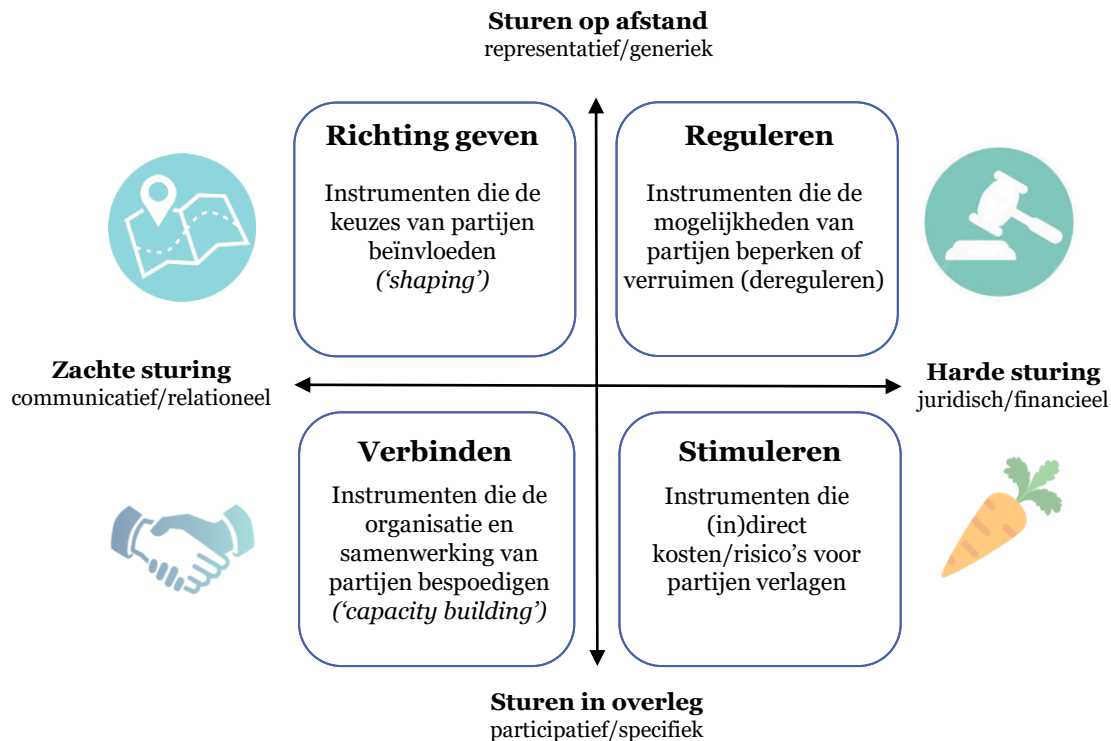 Sturen op afstand
representatief/generiek
Richting geven
Instrumenten die de
keuzes van partijen
beïnvloeden
(‘shaping’)
Reguleren
Instrumenten die de
mogelijkheden van
partijen beperken of
verruimen (dereguleren)
Zachte sturing
communicatief/relationeel
Harde sturing
juridisch/financieel
Verbinden
Instrumenten die de
organisatie en
samenwerking van
partijen bespoedigen
(‘capacity building’)
Stimuleren
Instrumenten die
(in)direct
kosten/risico’s voor
partijen verlagen
Sturen in overleg
participatief/specifiek